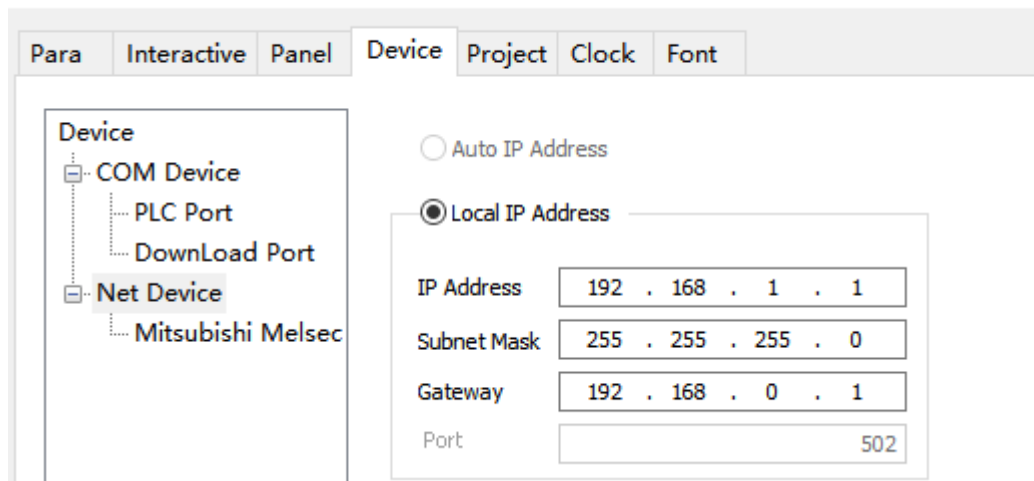 Para Interactive Panel Device Project Clock Font
Device
COM Device
PLC Port
DownLoad Port
Net Device
Mitsubishi Melsec
Auto IP Address
Local IP Address
IP Address 192 . 168 . 1 . 1
Subnet Mask 255 . 255 . 255 . 0
Gateway 192 . 168 . 0 . 1
Port 502